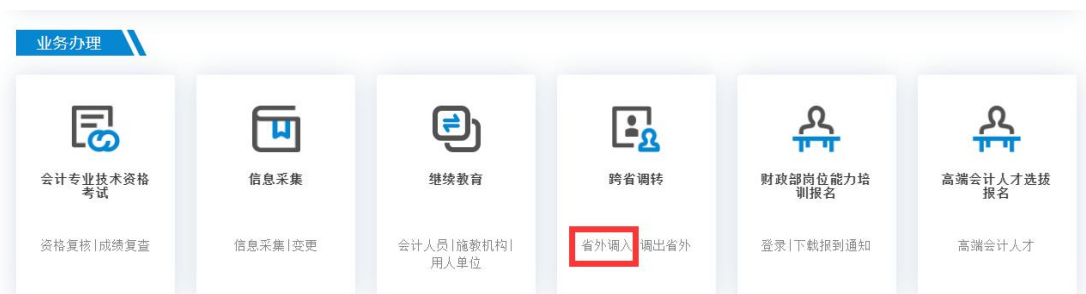 业务办理
会计专业技术资格
考试
信息采集
继续教育
跨省调转
财政部岗位能力培
训报名
高端会计人才选拔
报名
资格复核|成绩复查
信息采集|变更
会计人员|施教机构|
用人单位
省外调入|调出省外
登录|下载报到通知
高端会计人才